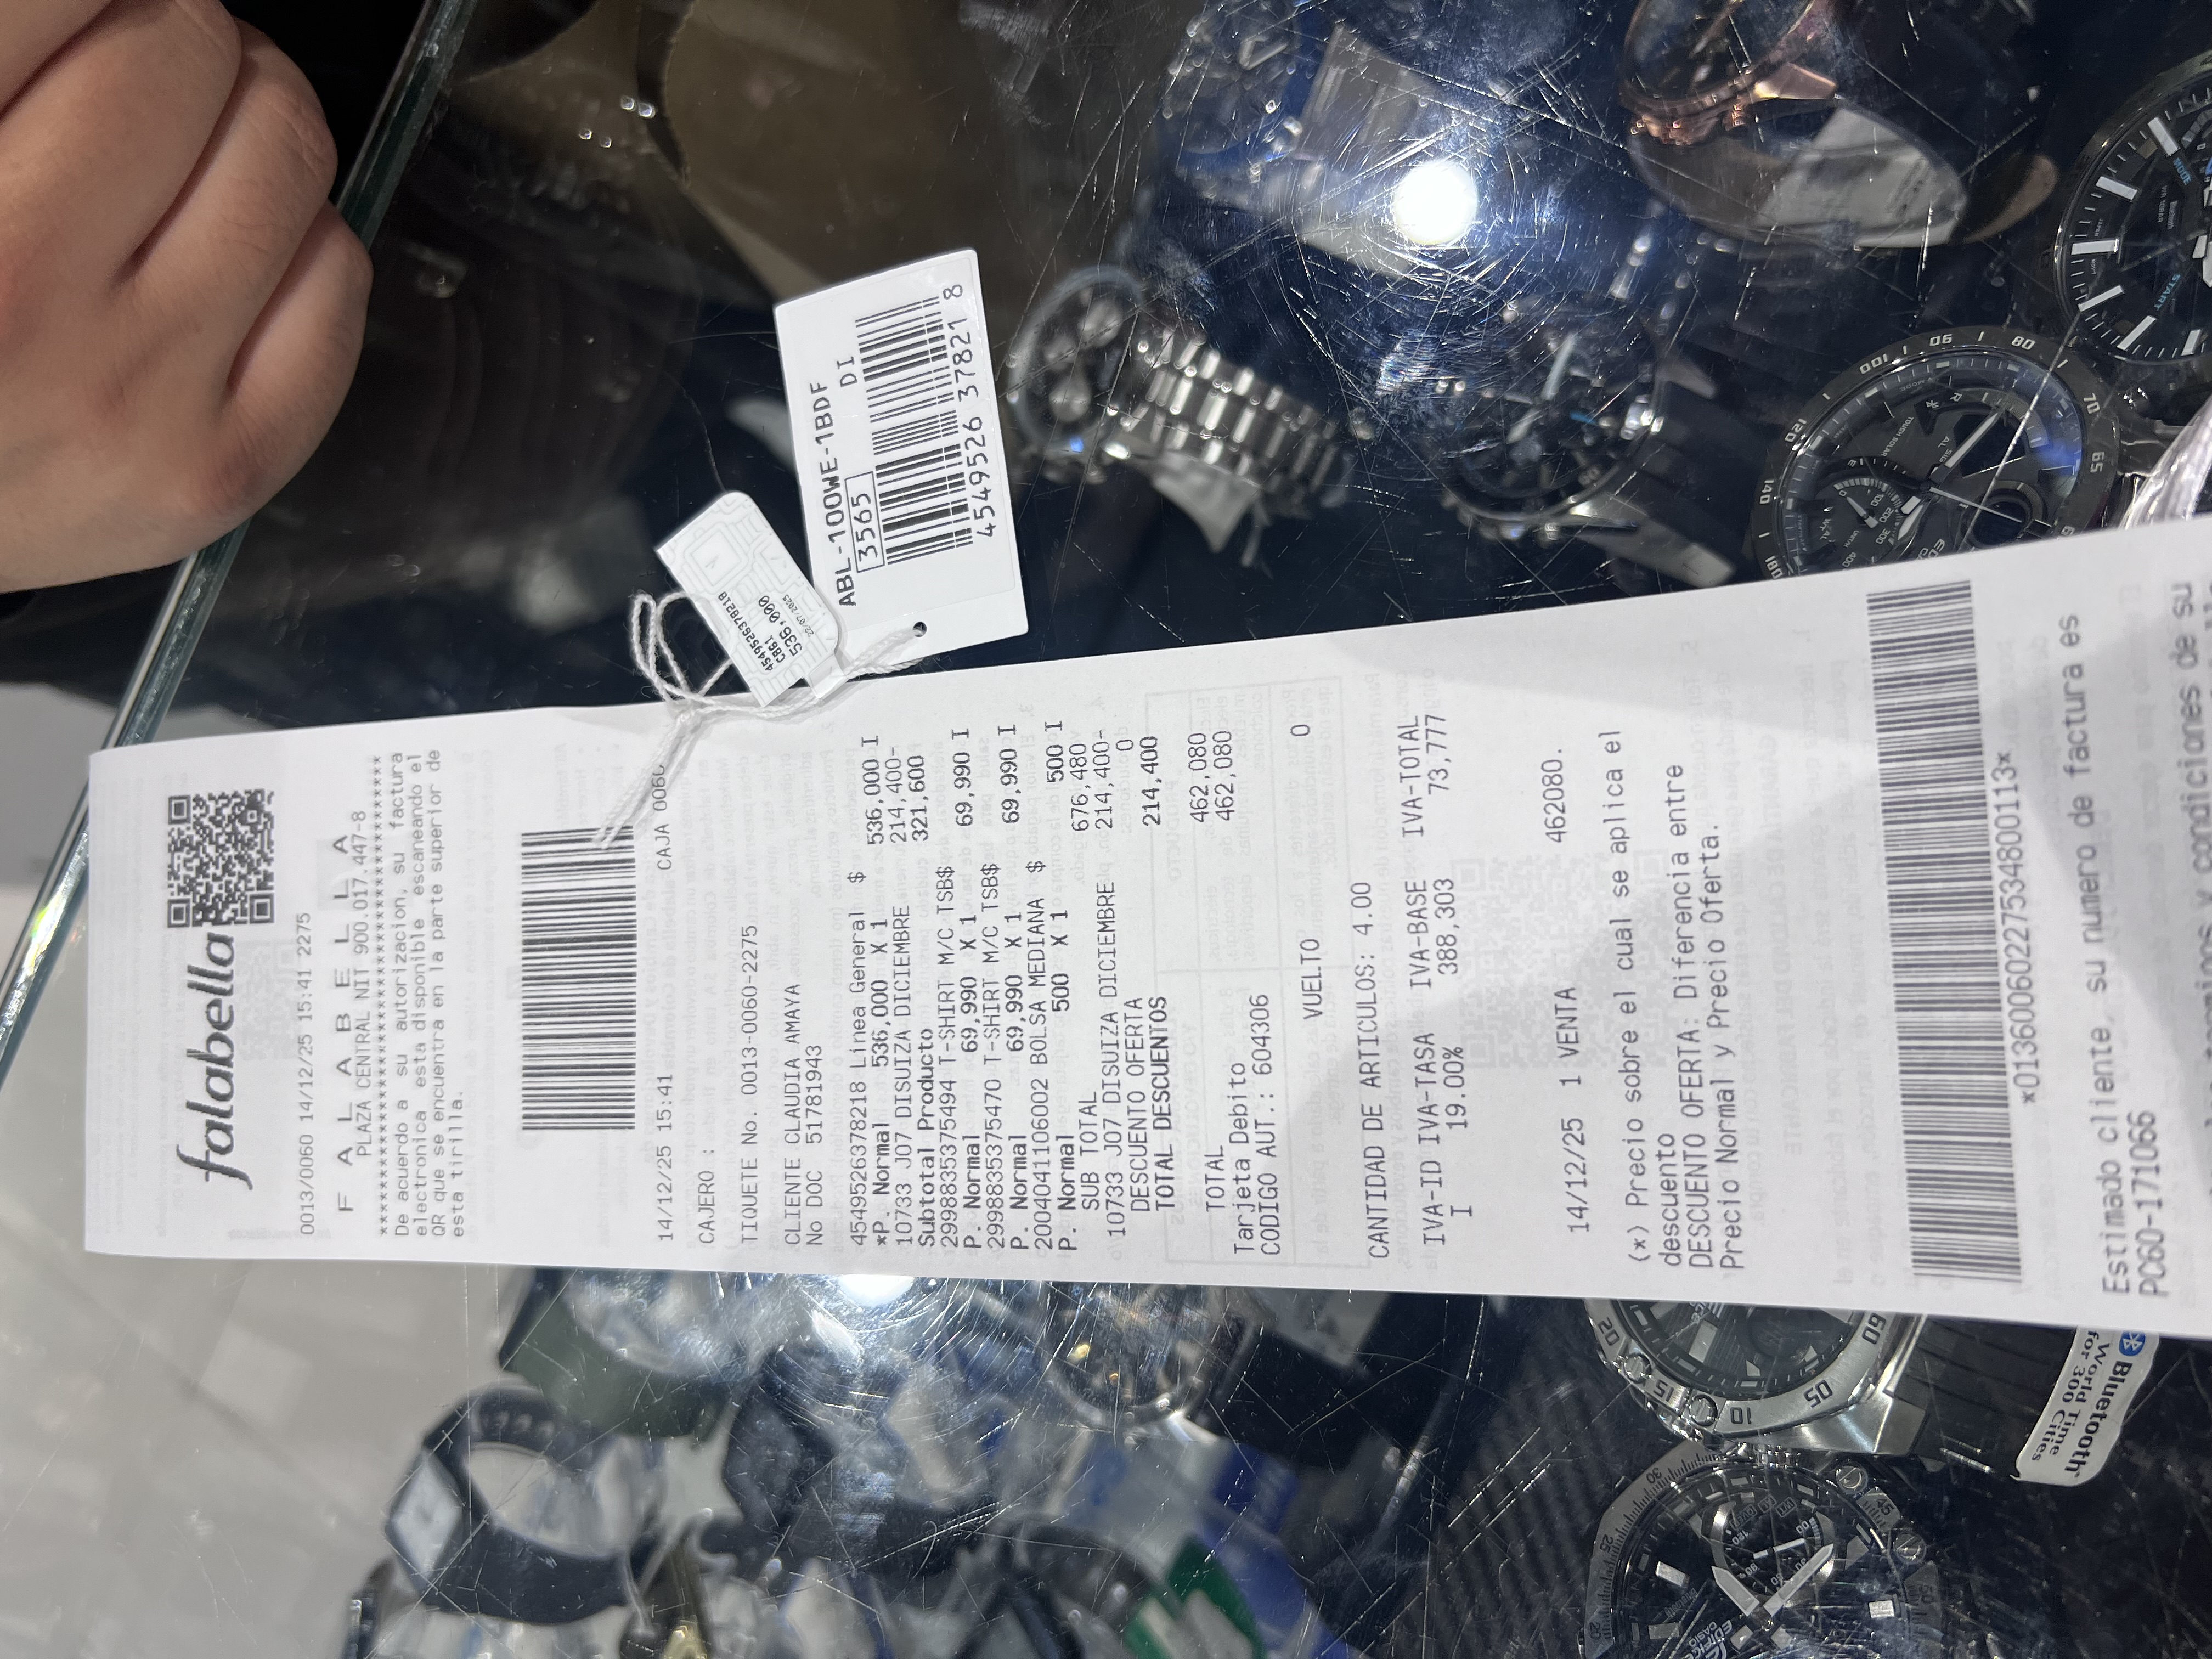 falabella
0013/0060 14/12/25 15:41 2275
F A L A B E L L A
PLAZA CENTRAL NIT 900.017.447-8
De acuerdo a su autorizacion, su factura
electronica esta disponible escaneando el
QR que se encuentra en la parte superior de
esta tirilla.
14/12/25 15:41 CAJA 0060
CAJERO :
TIQUETE No. 0013-0060-2275
CLIENTE CLAUDIA AMAYA
No DOC 51781943
4549526378218 Linea General $ 536,000 I
*P. Normal 536,000 X 1 214,400-
10733 J07 DISUIZA DICIEMBRE 321,600
Subtotal Producto
2998835375494 T-SHIRT M/C TSB$ 69,990 I
P. Normal 69,990 X 1
2998835375470 T-SHIRT M/C TSB$ 69,990 I
P. Normal 69,990 X 1
2004041106002 BOLSA MEDIANA $ 500 I
P. Normal 500 X 1
SUB TOTAL 676,480
10733 J07 DISUIZA DICIEMBRE 214,400-
DESCUENTO OFERTA 0
TOTAL DESCUENTOS 214,400
TOTAL 462,080
Tarjeta Debito 462,080
CODIGO AUT.: 604306
VUELTO 0
CANTIDAD DE ARTICULOS: 4.00
IVA-ID IVA-TASA IVA-BASE IVA-TOTAL
I 19.00% 388,303 73,777
14/12/25 1 VENTA 462080.
(*) Precio sobre el cual se aplica el
descuento
DESCUENTO OFERTA: Diferencia entre
Precio Normal y Precio Oferta.
*01360060227534800113*
Estimado cliente, su numero de factura es
PC60-171066
y condiciones de su
4549526378218
C861
536,000
22/07/2025
ABL-100WE-1BDF
3565 DI
4549526 378218
Bluetooth
World Time
for 300 Cities